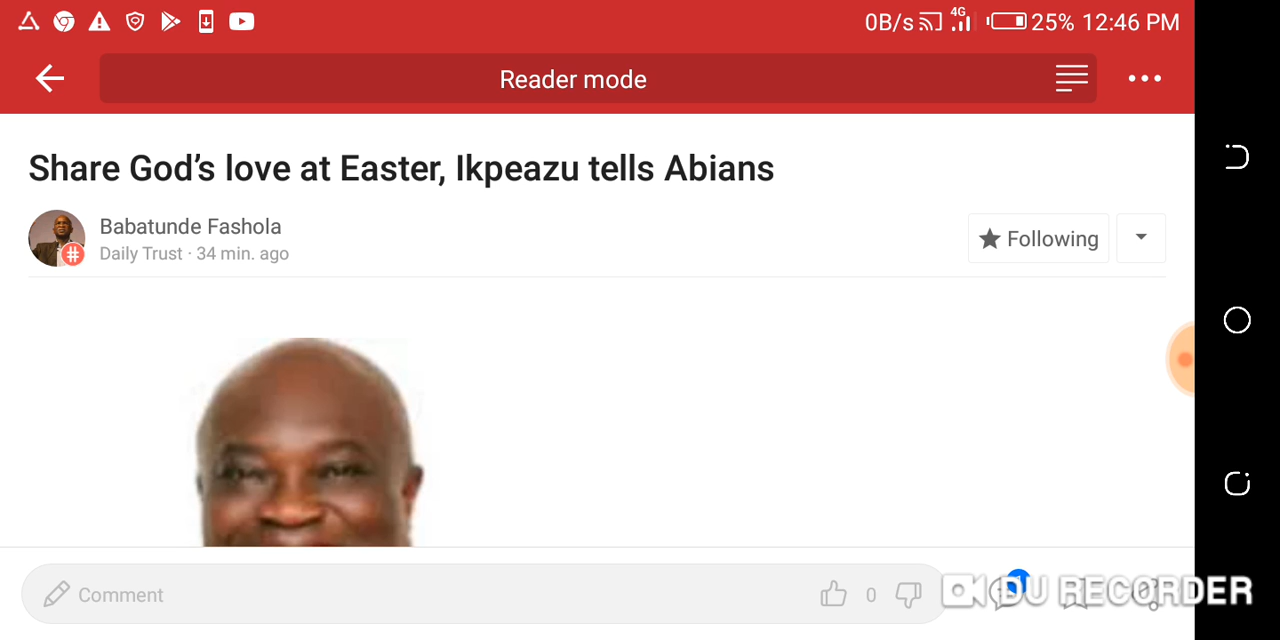 0B/s 4G 25% 12:46 PM
Reader mode
Share God’s love at Easter, Ikpeazu tells Abians
Babatunde Fashola
Daily Trust · 34 min. ago
Following
#
Comment
0
DU RECORDER